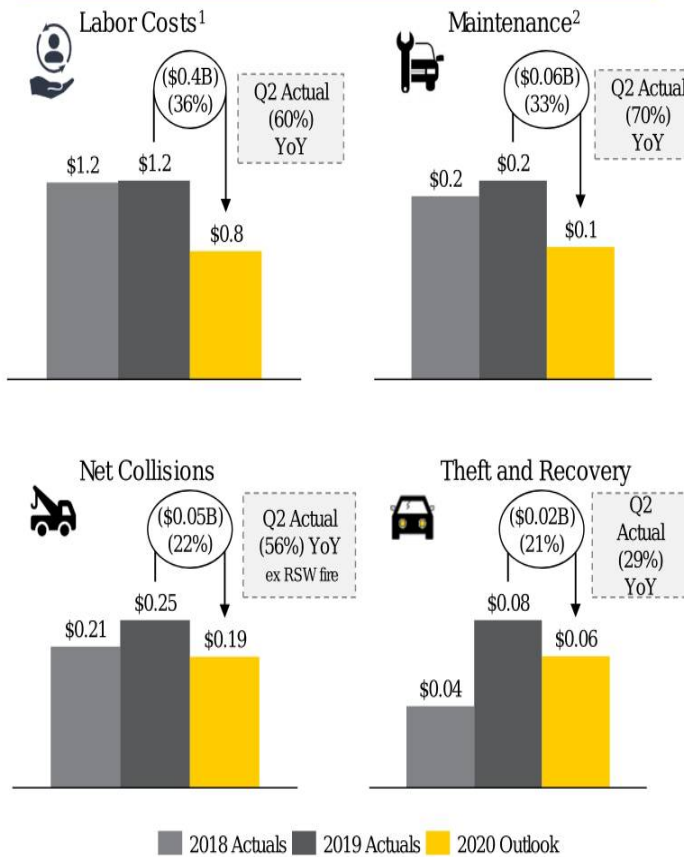 Labor Costs¹
($0.4B)
(36%)
Q2 Actual
(60%)
YoY
$1.2
$1.2
$0.8
Maintenance²
($0.06B)
(33%)
Q2 Actual
(70%)
YoY
$0.2
$0.2
$0.1
Net Collisions
($0.05B)
(22%)
Q2 Actual
(56%) YoY
ex RSW fire
$0.21
$0.25
$0.19
Theft and Recovery
($0.02B)
(21%)
Q2
Actual
(29%)
YoY
$0.04
$0.08
$0.06
2018 Actuals
2019 Actuals
2020 Outlook